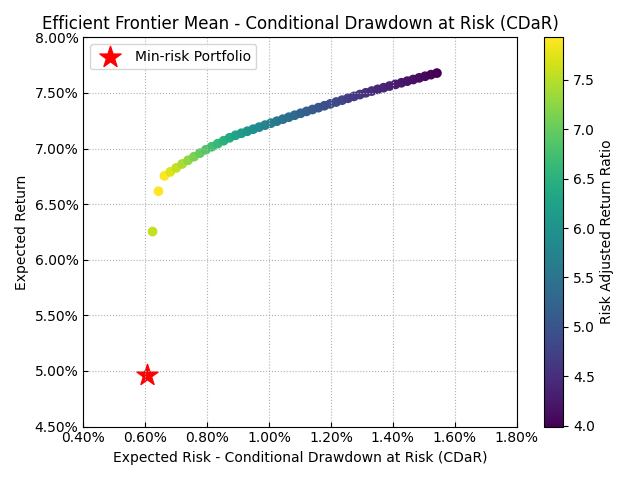 Efficient Frontier Mean - Conditional Drawdown at Risk (CDaR)
Min-risk Portfolio
8.00%
7.50%
7.00%
6.50%
6.00%
5.50%
5.00%
4.50%
Expected Return
0.40% 0.60% 0.80% 1.00% 1.20% 1.40% 1.60% 1.80%
Expected Risk - Conditional Drawdown at Risk (CDaR)
7.5
7.0
6.5
6.0
5.5
5.0
4.5
4.0
Risk Adjusted Return Ratio